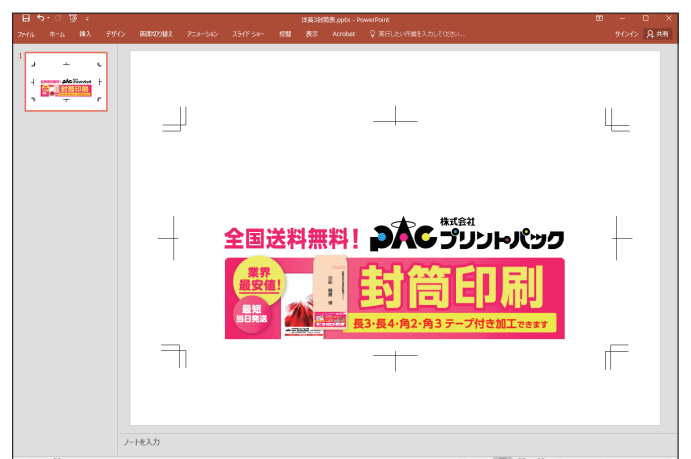 洋長3封筒表.pptx - PowerPoint
ファイル ホーム 挿入 デザイン 画面切り替え アニメーション スライド ショー 校閲 表示 Acrobat 実行したい作業を入力してください... サインイン 共有
1
全国送料無料! PAC 株式会社
プリントパック
業界
最安値!
最短
当日発送
封筒印刷
長3・長4・角2・角3 テープ付き加工できます
ノートを入力